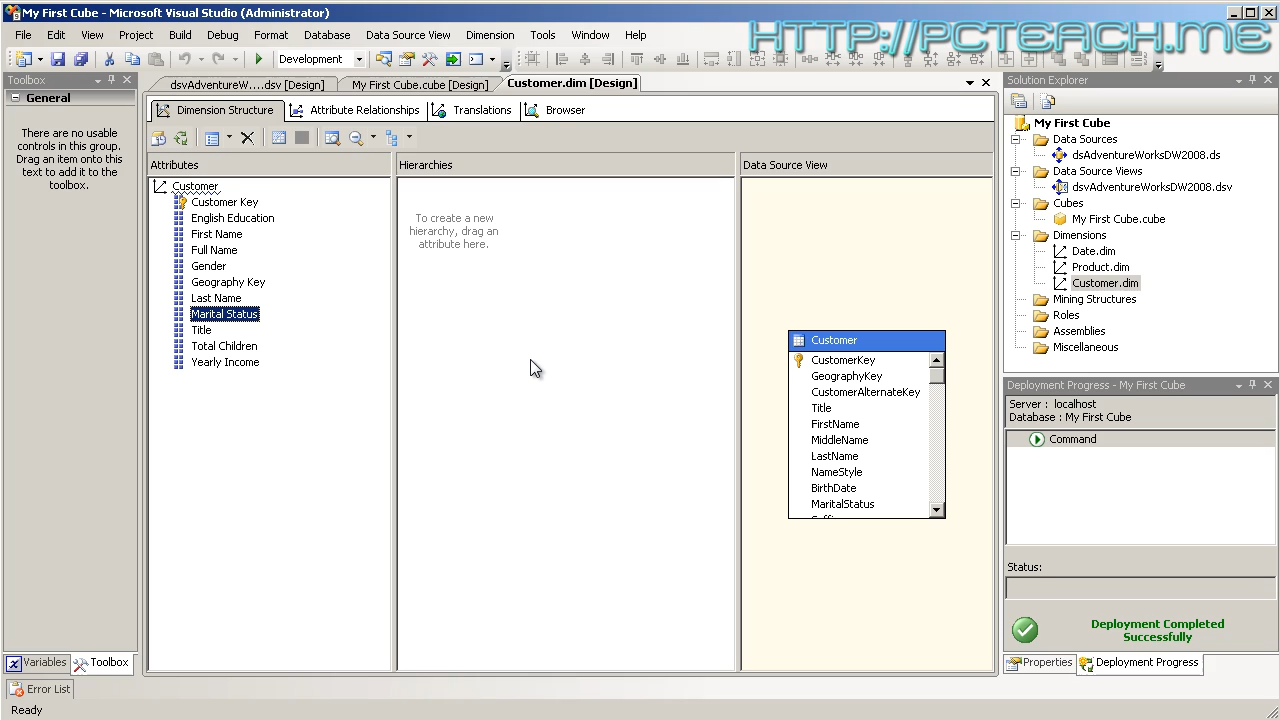 My First Cube - Microsoft Visual Studio (Administrator)
File Edit View Project Build Debug Format Database Data Source View Dimension Tools Window Help
HTTP://PCTEACH.ME
Development
Toolbox
General
There are no usable
controls in this group.
Drag an item onto this
text to add it to the
toolbox.
Variables
Toolbox
Error List
Ready
dsvAdventureW....dsv [Design]
My First Cube.cube [Design]
Customer.dim [Design]
Dimension Structure
Attribute Relationships
Translations
Browser
Attributes
Customer
Customer Key
English Education
First Name
Full Name
Gender
Geography Key
Last Name
Marital Status
Title
Total Children
Yearly Income
Hierarchies
To create a new
hierarchy, drag an
attribute here.
Data Source View
Customer
CustomerKey
GeographyKey
CustomerAlternateKey
Title
FirstName
MiddleName
LastName
NameStyle
BirthDate
MaritalStatus
Solution Explorer
My First Cube
Data Sources
dsAdventureWorksDW2008.ds
Data Source Views
dsvAdventureWorksDW2008.dsv
Cubes
My First Cube.cube
Dimensions
Date.dim
Product.dim
Customer.dim
Mining Structures
Roles
Assemblies
Miscellaneous
Deployment Progress - My First Cube
Server : localhost
Database : My First Cube
Command
Status:
Deployment Completed
Successfully
Properties
Deployment Progress